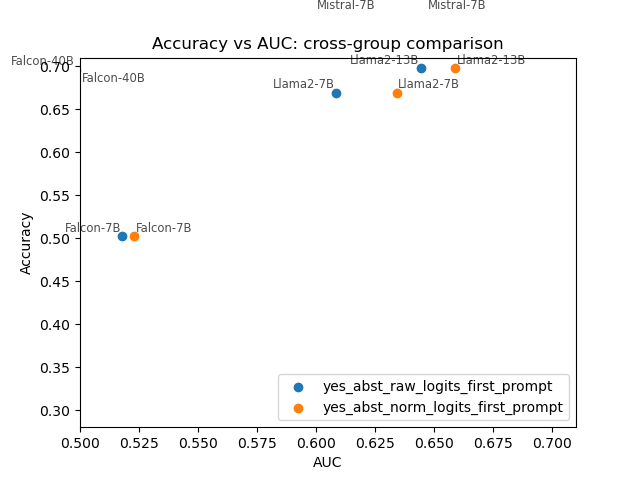 Mistral-7B Mistral-7B
Accuracy vs AUC: cross-group comparison
Falcon-40B
0.70
Llama2-13B Llama2-13B
Falcon-40B
Llama2-7B Llama2-7B
0.65
0.60
0.55
Falcon-7B Falcon-7B
0.50
0.45
0.40
0.35
0.30
Accuracy
yes_abst_raw_logits_first_prompt
yes_abst_norm_logits_first_prompt
0.500 0.525 0.550 0.575 0.600 0.625 0.650 0.675 0.700
AUC